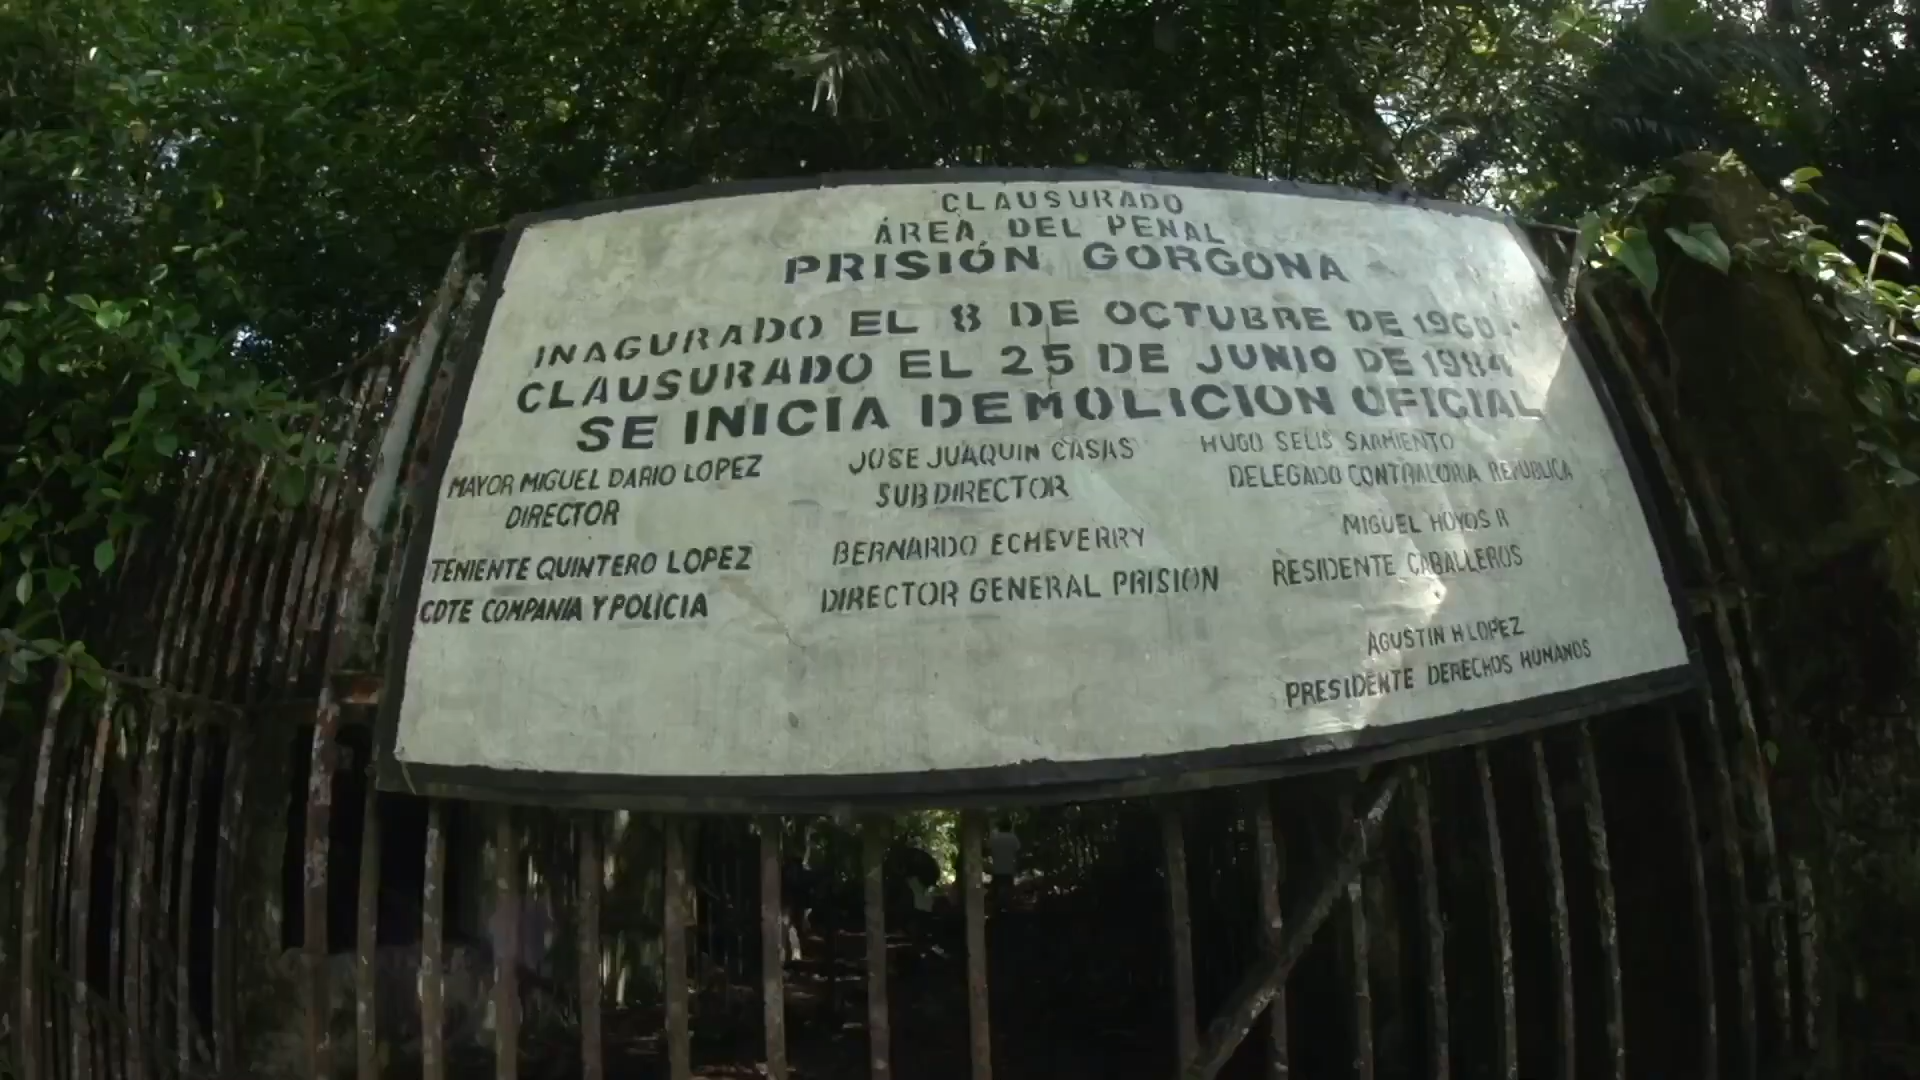 CLAUSURADO
ÁREA DEL PENAL
PRISIÓN GORGONA
INAGURADO EL 8 DE OCTUBRE DE 1960
CLAUSURADO EL 25 DE JUNIO DE 1984
SE INICIA DEMOLICION OFICIAL
MAYOR MIGUEL DARIO LOPEZ
DIRECTOR
TENIENTE QUINTERO LOPEZ
CDTE COMPANIA Y POLICIA
JOSE JUAQUIN CASAS
SUBDIRECTOR
BERNARDO ECHEVERRY
DIRECTOR GENERAL PRISION
HUGO SELIS SARMIENTO
DELEGADO CONTRALORIA REPUBLICA
MIGUEL HOYOS R
RESIDENTE CABALLEROS
AGUSTIN H LOPEZ
PRESIDENTE DERECHOS HUMANOS